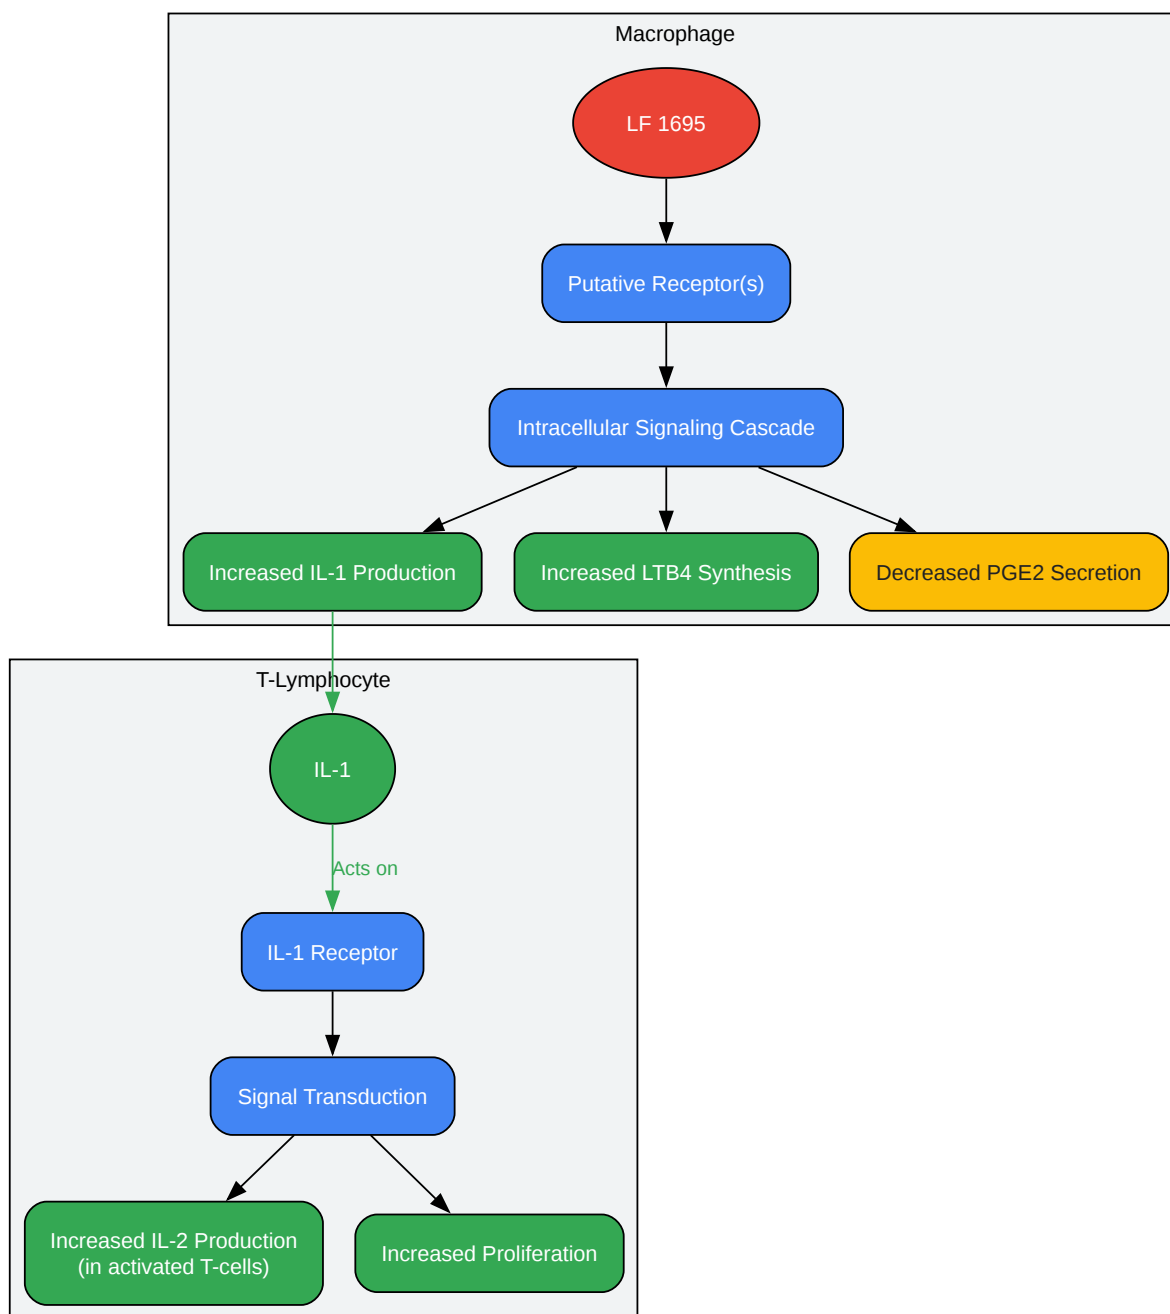 Macrophage
LF 1695
Putative Receptor(s)
Intracellular Signaling Cascade
Increased IL-1 Production
Increased LTB4 Synthesis
Decreased PGE2 Secretion
T-Lymphocyte
IL-1
Acts on
IL-1 Receptor
Signal Transduction
Increased IL-2 Production
(in activated T-cells)
Increased Proliferation